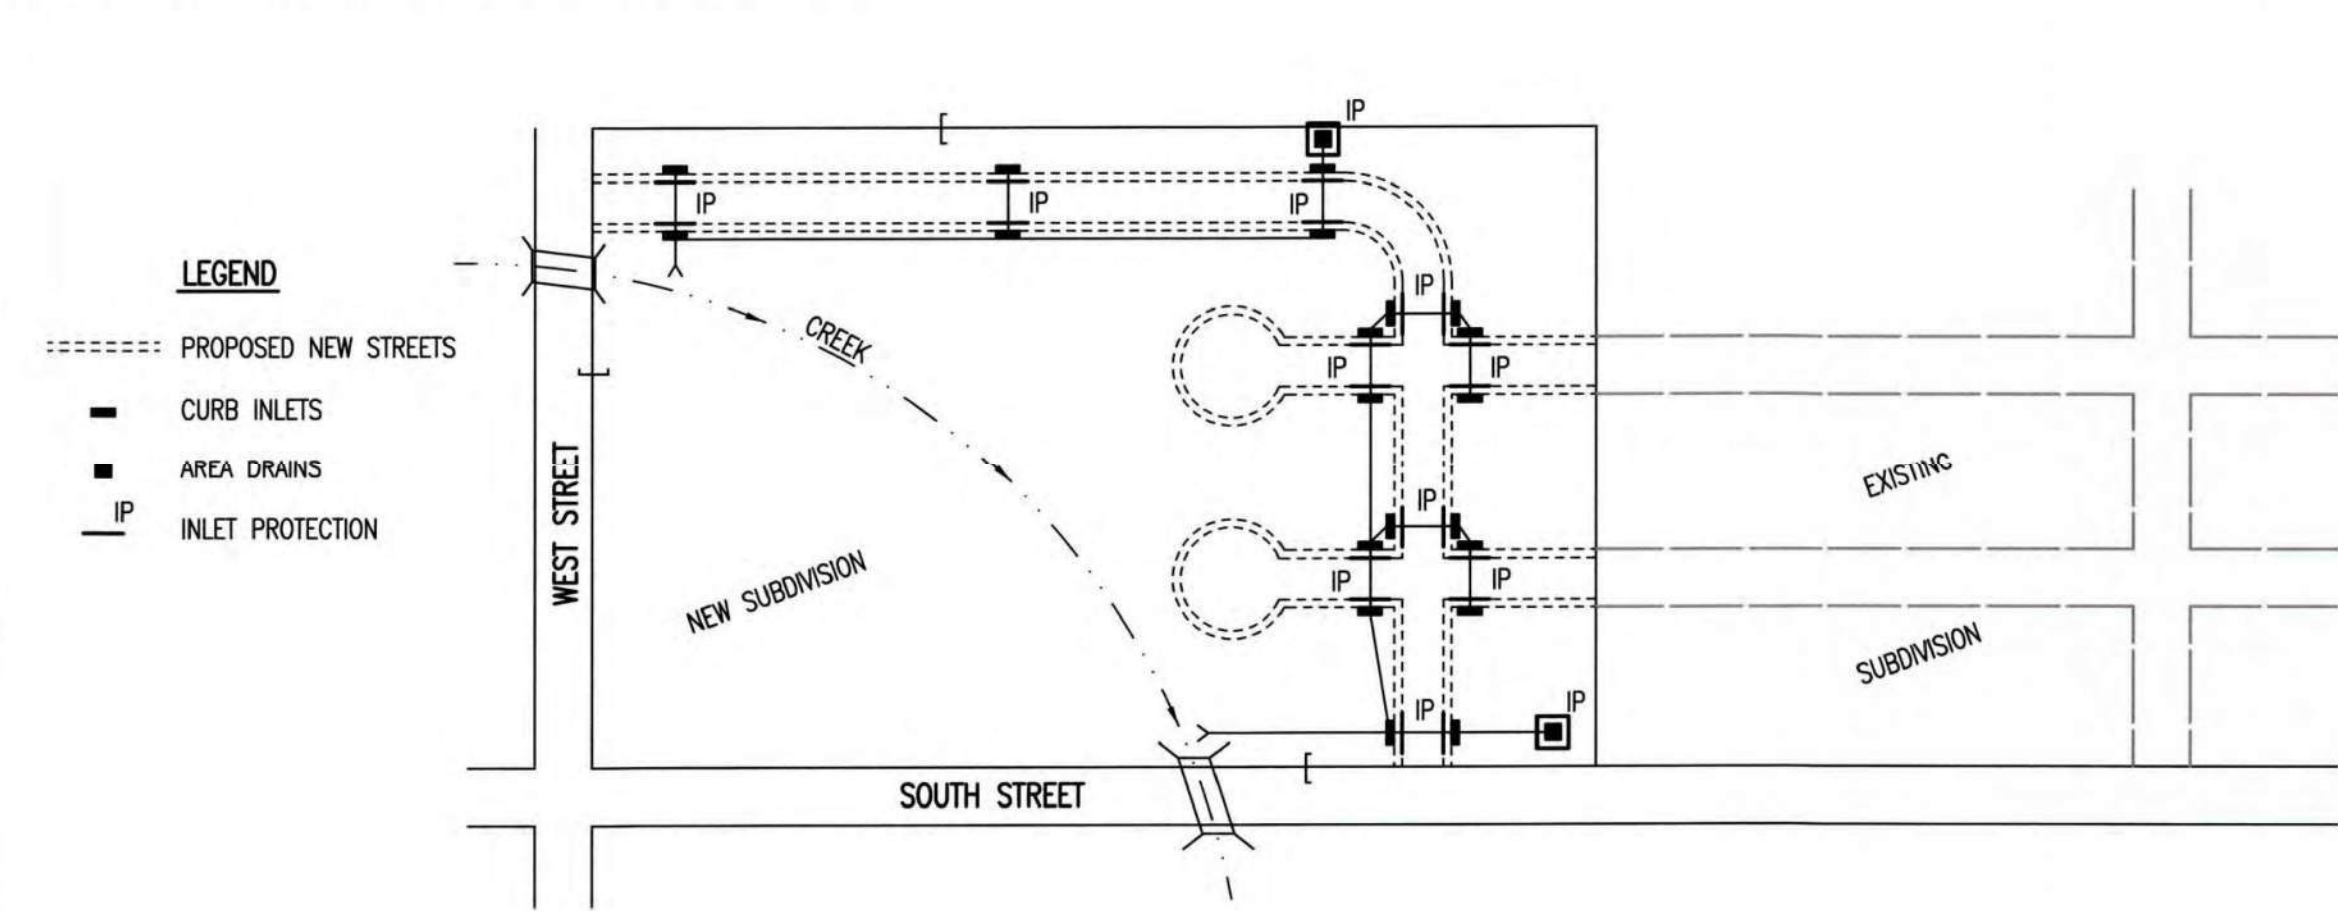 IP
IP
IP
IP
LEGEND
PROPOSED NEW STREETS
CURB INLETS
AREA DRAINS
IP
INLET PROTECTION
CREEK
IP
IP
IP
WEST STREET
NEW SUBDIVISION
EXISTING
SUBDIVISION
IP
IP
IP
IP
IP
SOUTH STREET